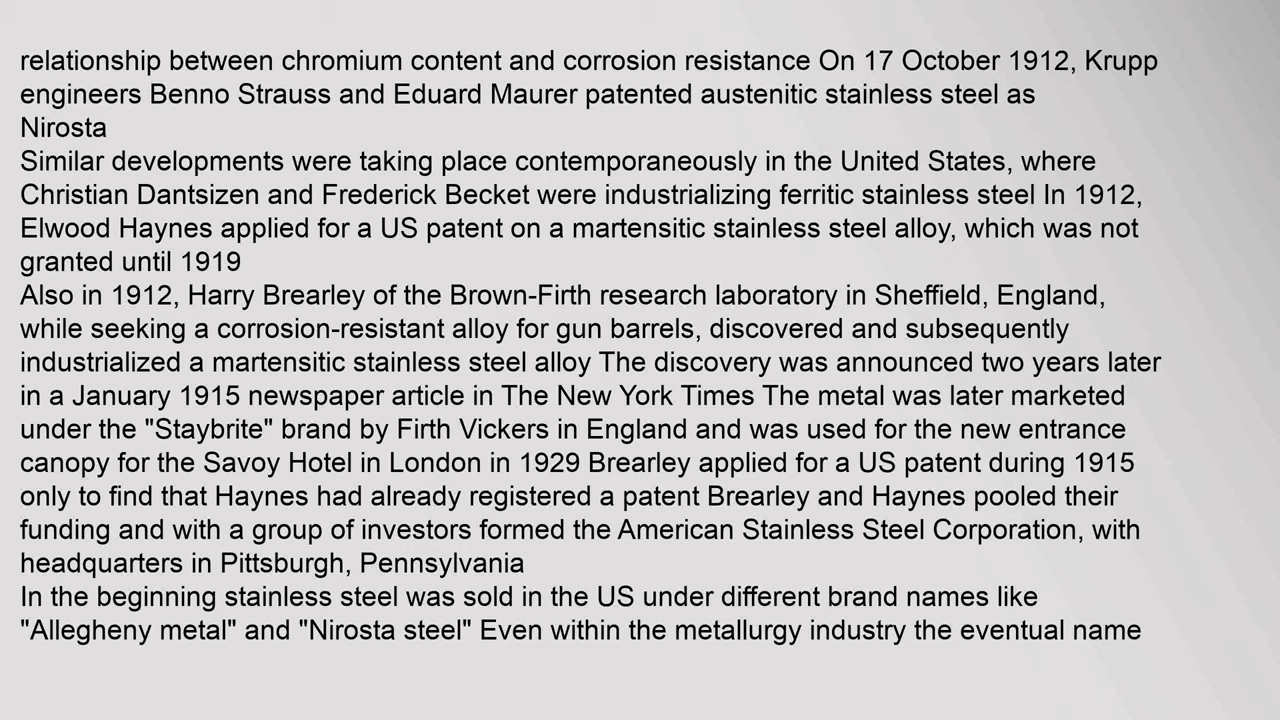 relationship between chromium content and corrosion resistance On 17 October 1912, Krupp
engineers Benno Strauss and Eduard Maurer patented austenitic stainless steel as
Nirosta
Similar developments were taking place contemporaneously in the United States, where
Christian Dantsizen and Frederick Becket were industrializing ferritic stainless steel In 1912,
Elwood Haynes applied for a US patent on a martensitic stainless steel alloy, which was not
granted until 1919
Also in 1912, Harry Brearley of the Brown-Firth research laboratory in Sheffield, England,
while seeking a corrosion-resistant alloy for gun barrels, discovered and subsequently
industrialized a martensitic stainless steel alloy The discovery was announced two years later
in a January 1915 newspaper article in The New York Times The metal was later marketed
under the "Staybrite" brand by Firth Vickers in England and was used for the new entrance
canopy for the Savoy Hotel in London in 1929 Brearley applied for a US patent during 1915
only to find that Haynes had already registered a patent Brearley and Haynes pooled their
funding and with a group of investors formed the American Stainless Steel Corporation, with
headquarters in Pittsburgh, Pennsylvania
In the beginning stainless steel was sold in the US under different brand names like
"Allegheny metal" and "Nirosta steel" Even within the metallurgy industry the eventual name